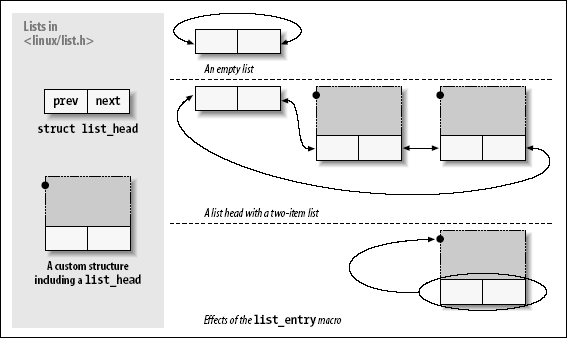 Lists in
<linux/list.h>
prev next
struct list_head
A custom structure
including a list_head
An empty list
A list head with a two-item list
Effects of the list_entry macro